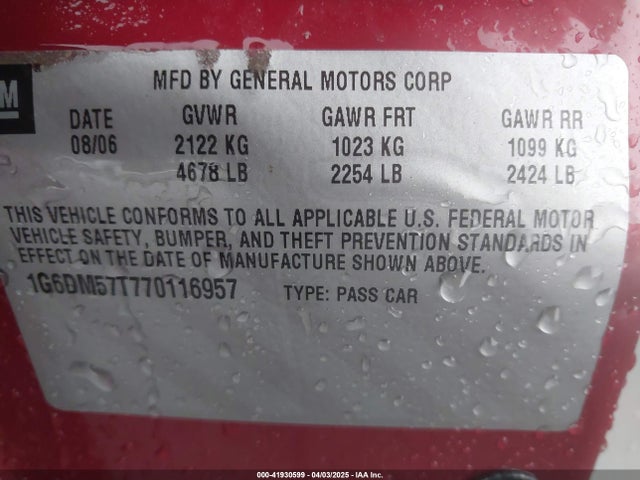 M
MFD BY GENERAL MOTORS CORP
DATE GVWR GAWR FRT GAWR RR
08/06 2122 KG 1023 KG 1099 KG
4678 LB 2254 LB 2424 LB
THIS VEHICLE CONFORMS TO ALL APPLICABLE U.S. FEDERAL MOTOR
VEHICLE SAFETY, BUMPER, AND THEFT PREVENTION STANDARDS IN
EFFECT ON THE DATE OF MANUFACTURE SHOWN ABOVE.
1G6DM57T770116957 TYPE: PASS CAR
000-41930599 - 04/03/2025 - IAA Inc.